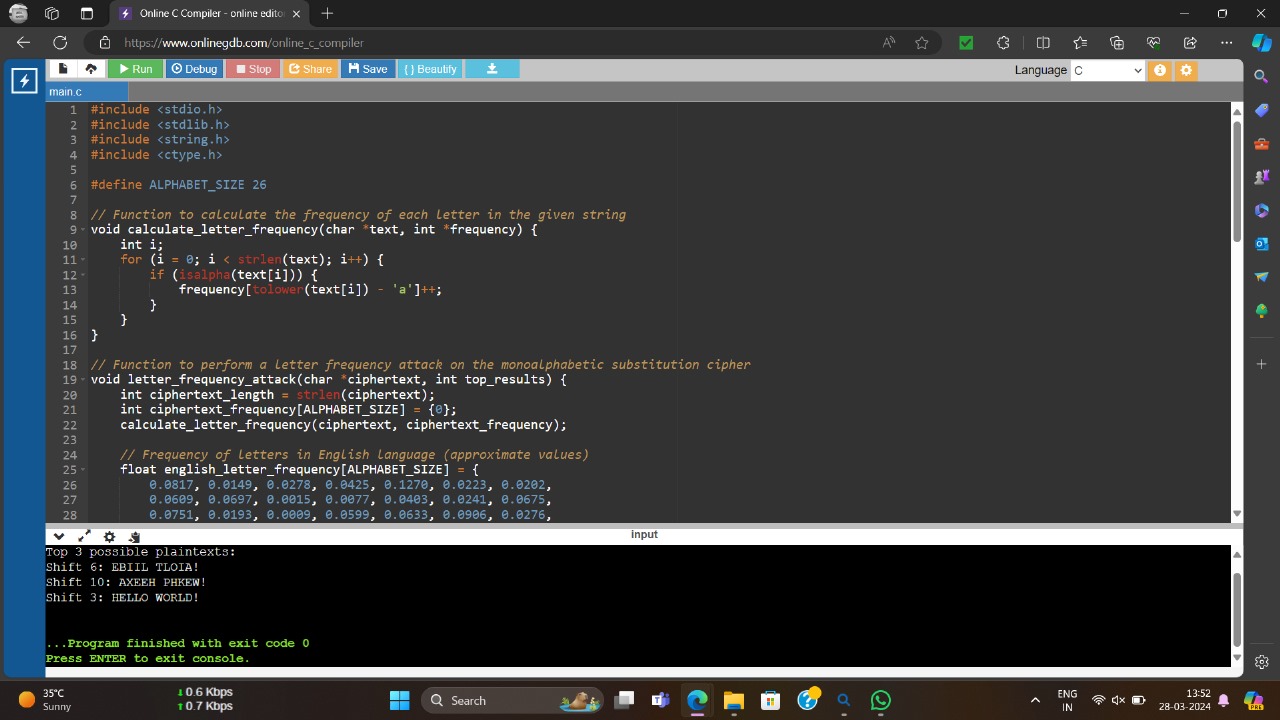 Online C Compiler - online edito
https://www.onlinegdb.com/online_c_compiler
Run Debug Stop Share Save { } Beautify
Language C
main.c
1 #include <stdio.h>
2 #include <stdlib.h>
3 #include <string.h>
4 #include <ctype.h>
5
6 #define ALPHABET_SIZE 26
7
8 // Function to calculate the frequency of each letter in the given string
9 void calculate_letter_frequency(char *text, int *frequency) {
10 int i;
11 for (i = 0; i < strlen(text); i++) {
12 if (isalpha(text[i])) {
13 frequency[tolower(text[i]) - 'a']++;
14 }
15 }
16 }
17
18 // Function to perform a letter frequency attack on the monoalphabetic substitution cipher
19 void letter_frequency_attack(char *ciphertext, int top_results) {
20 int ciphertext_length = strlen(ciphertext);
21 int ciphertext_frequency[ALPHABET_SIZE] = {0};
22 calculate_letter_frequency(ciphertext, ciphertext_frequency);
23
24 // Frequency of letters in English language (approximate values)
25 float english_letter_frequency[ALPHABET_SIZE] = {
26 0.0817, 0.0149, 0.0278, 0.0425, 0.1270, 0.0223, 0.0202,
27 0.0609, 0.0697, 0.0015, 0.0077, 0.0403, 0.0241, 0.0675,
28 0.0751, 0.0193, 0.0009, 0.0599, 0.0633, 0.0906, 0.0276,
input
Top 3 possible plaintexts:
Shift 6: EBIIL TLOIA!
Shift 10: AXEEH PHKEW!
Shift 3: HELLO WORLD!
...Program finished with exit code 0
Press ENTER to exit console.
35°C
Sunny
0.6 Kbps
0.7 Kbps
Search
ENG
IN
13:52
28-03-2024
PRE